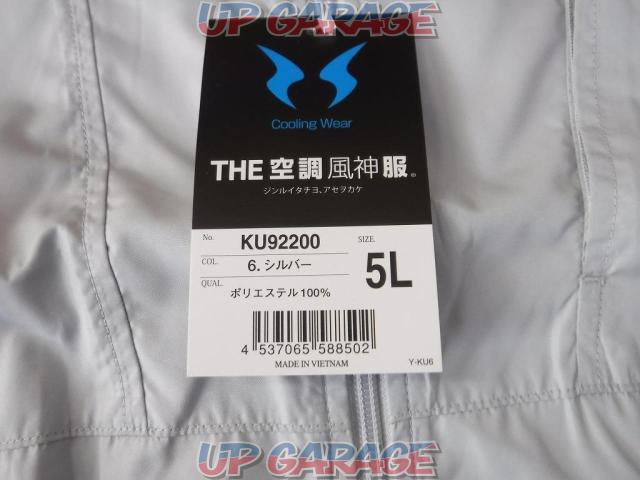 UP GARAGE
Cooling Wear
THE 空調風神服®
ジンルイタチヨ、アセヲカケ
No. KU92200
COL. 6.シルバー
SIZE. 5L
QUAL. ポリエステル100%
4 537065 588502
MADE IN VIETNAM
Y-KU6
UP GARAGE